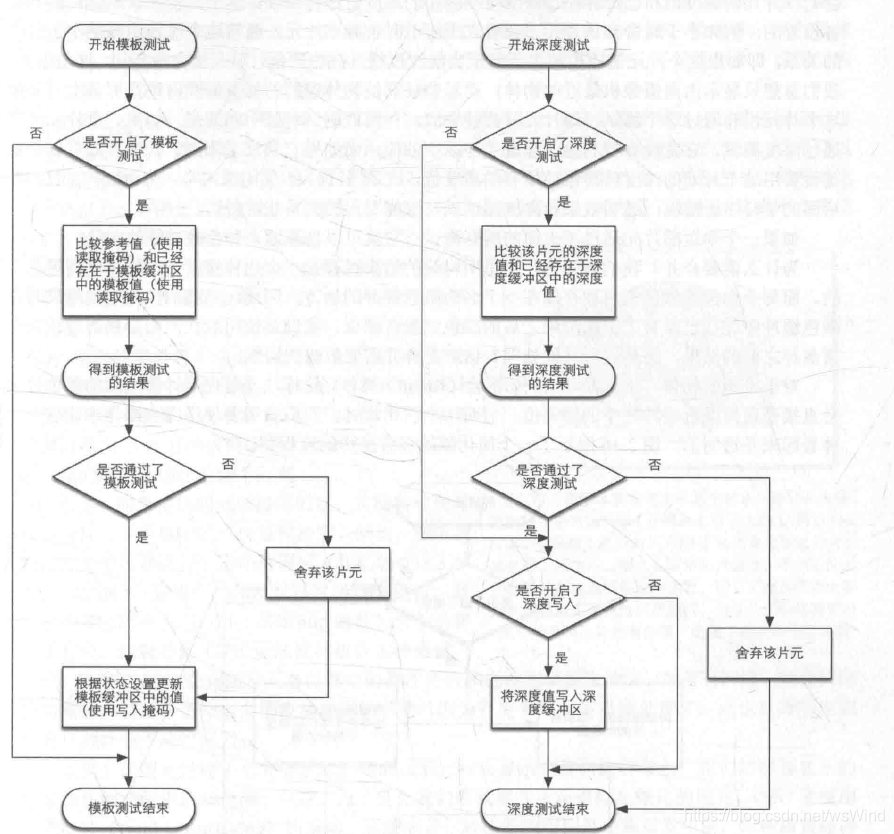 开始模板测试
否
是否开启了模板
测试
是
比较参考值（使用
读取掩码）和已经
存在于模板缓冲区
中的模板值（使用
读取掩码）
得到模板测试
的结果
是否通过了
模板测试
否
是
舍弃该片元
根据状态设置更新
模板缓冲区中的值
（使用写入掩码）
模板测试结束
开始深度测试
否
是否开启了深度
测试
是
比较该片元的深度
值和已经存在于深
度缓冲区中的深度
值
得到深度测试
的结果
是否通过了
深度测试
否
是
是否开启了
深度写入
否
舍弃该片元
是
将深度值写入深
度缓冲区
深度测试结束
https://blog.csdn.net/wsWind